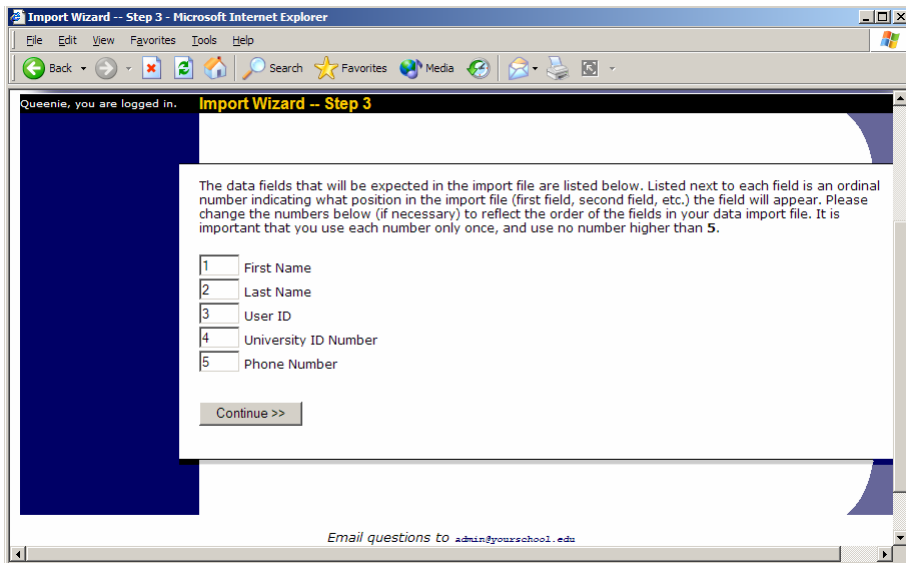 Import Wizard -- Step 3 - Microsoft Internet Explorer
File Edit View Favorites Tools Help
Back Search Favorites Media
Queenie, you are logged in. Import Wizard -- Step 3
The data fields that will be expected in the import file are listed below. Listed next to each field is an ordinal
number indicating what position in the import file (first field, second field, etc.) the field will appear. Please
change the numbers below (if necessary) to reflect the order of the fields in your data import file. It is
important that you use each number only once, and use no number higher than 5.
1 First Name
2 Last Name
3 User ID
4 University ID Number
5 Phone Number
Continue >>
Email questions to admin@yourschool.edu